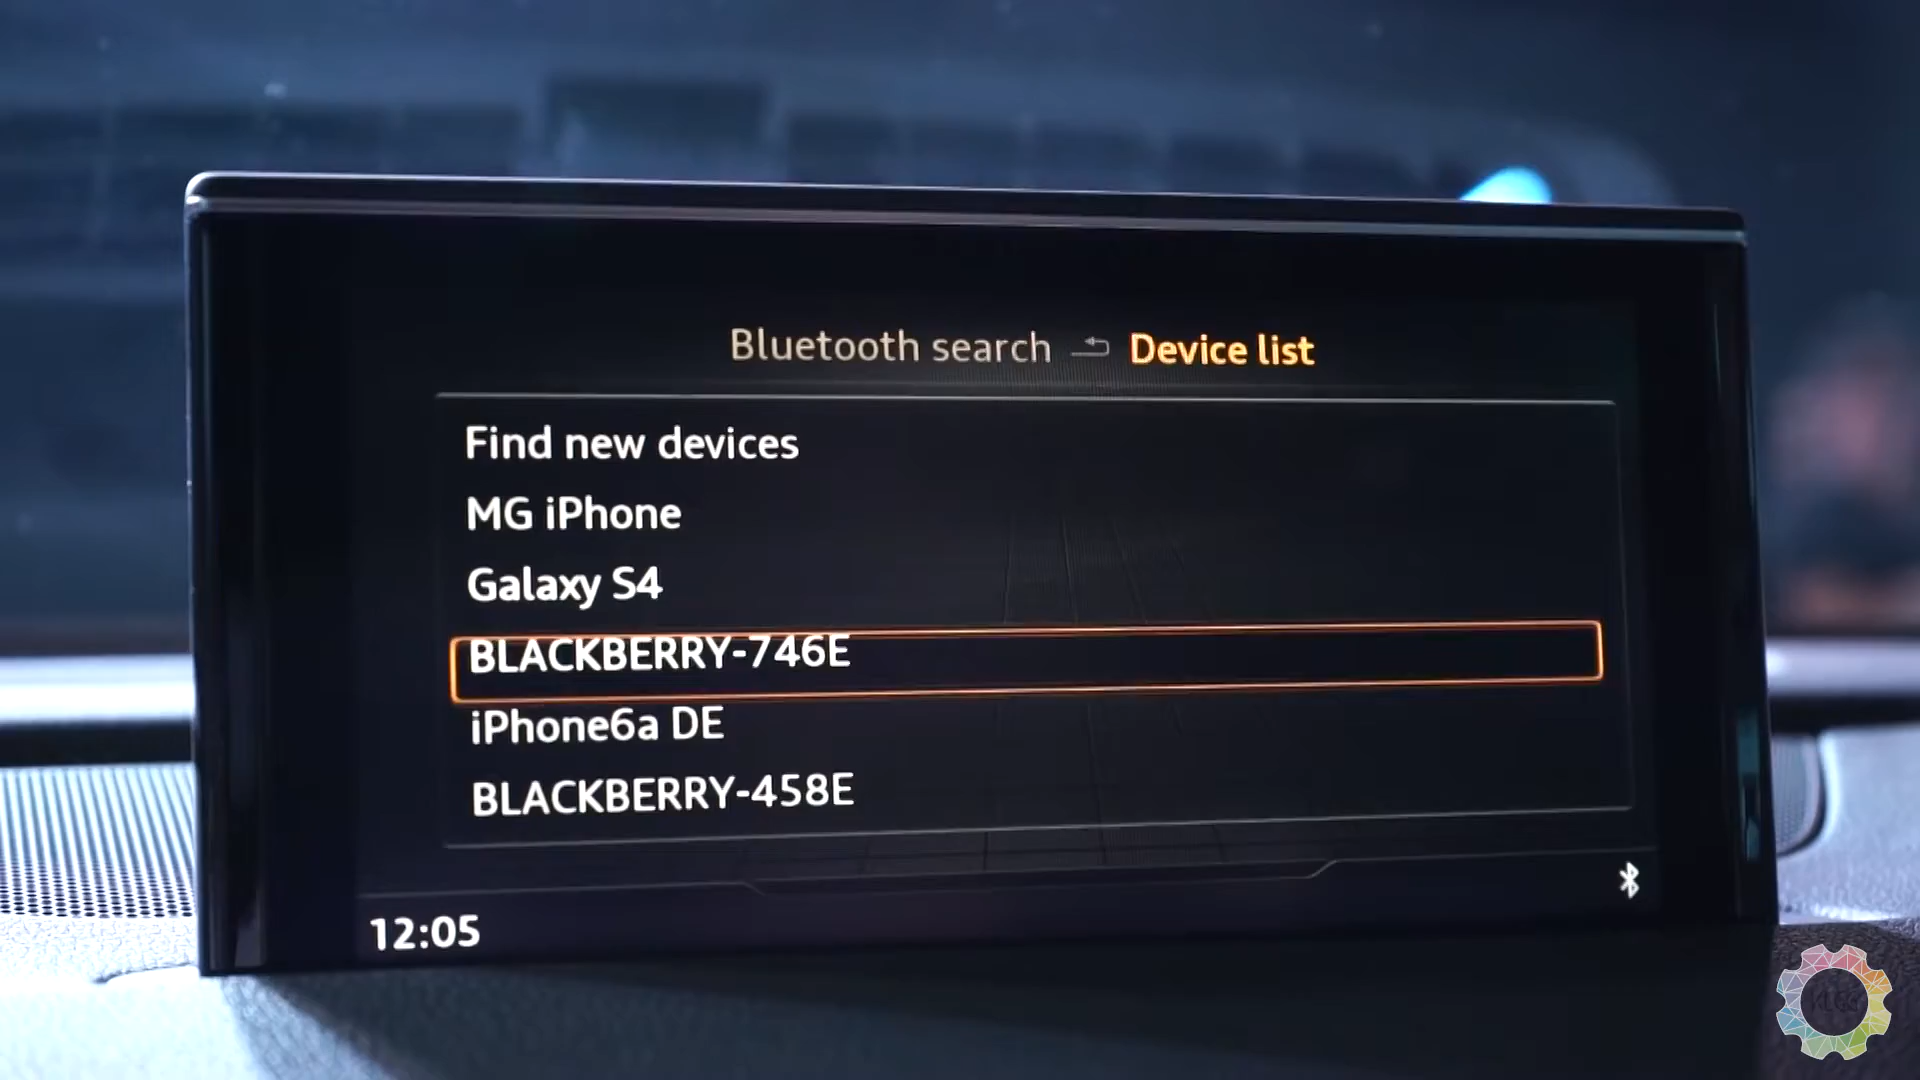 Bluetooth search Device list
Find new devices
MG iPhone
Galaxy S4
BLACKBERRY-746E
iPhone6a DE
BLACKBERRY-458E
12:05